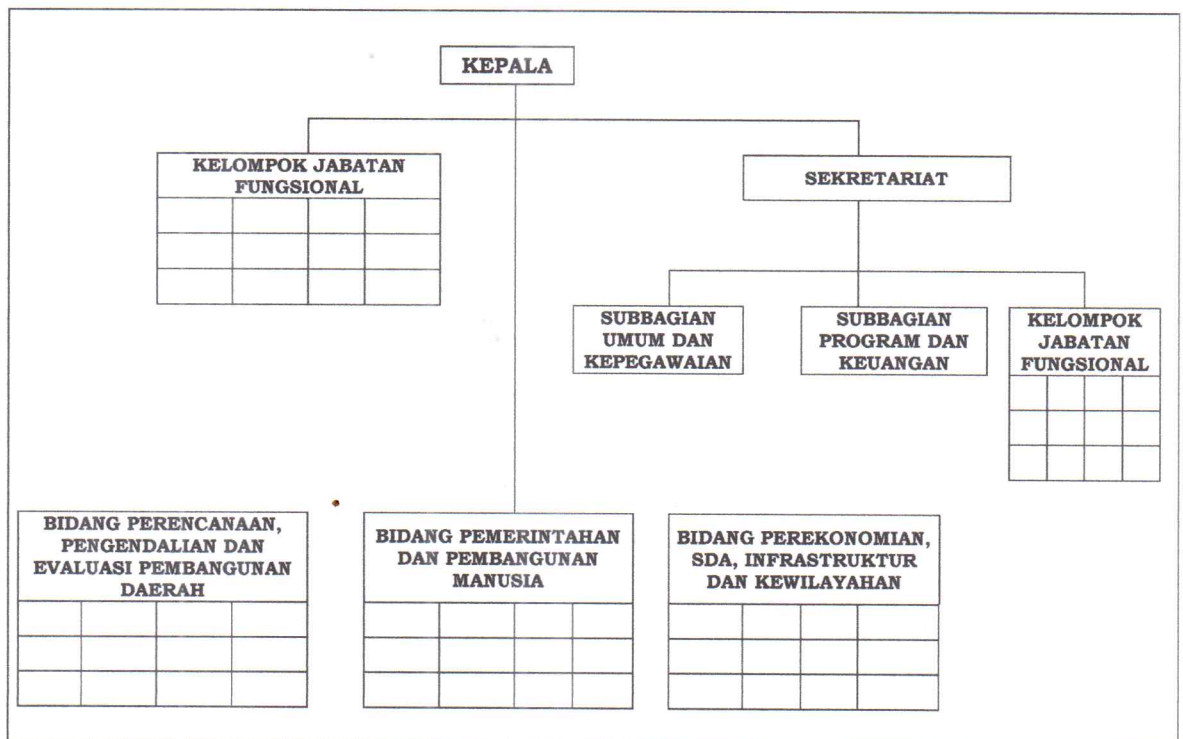 KEPALA
KELOMPOK JABATAN
FUNGSIONAL
SEKRETARIAT
SUBBAGIAN
UMUM DAN
KEPEGAWAIAN
SUBBAGIAN
PROGRAM DAN
KEUANGAN
KELOMPOK
JABATAN
FUNGSIONAL
BIDANG PERENCANAAN,
PENGENDALIAN DAN
EVALUASI PEMBANGUNAN
DAERAH
BIDANG PEMERINTAHAN
DAN PEMBANGUNAN
MANUSIA
BIDANG PEREKONOMIAN,
SDA, INFRASTRUKTUR
DAN KEWILAYAHAN